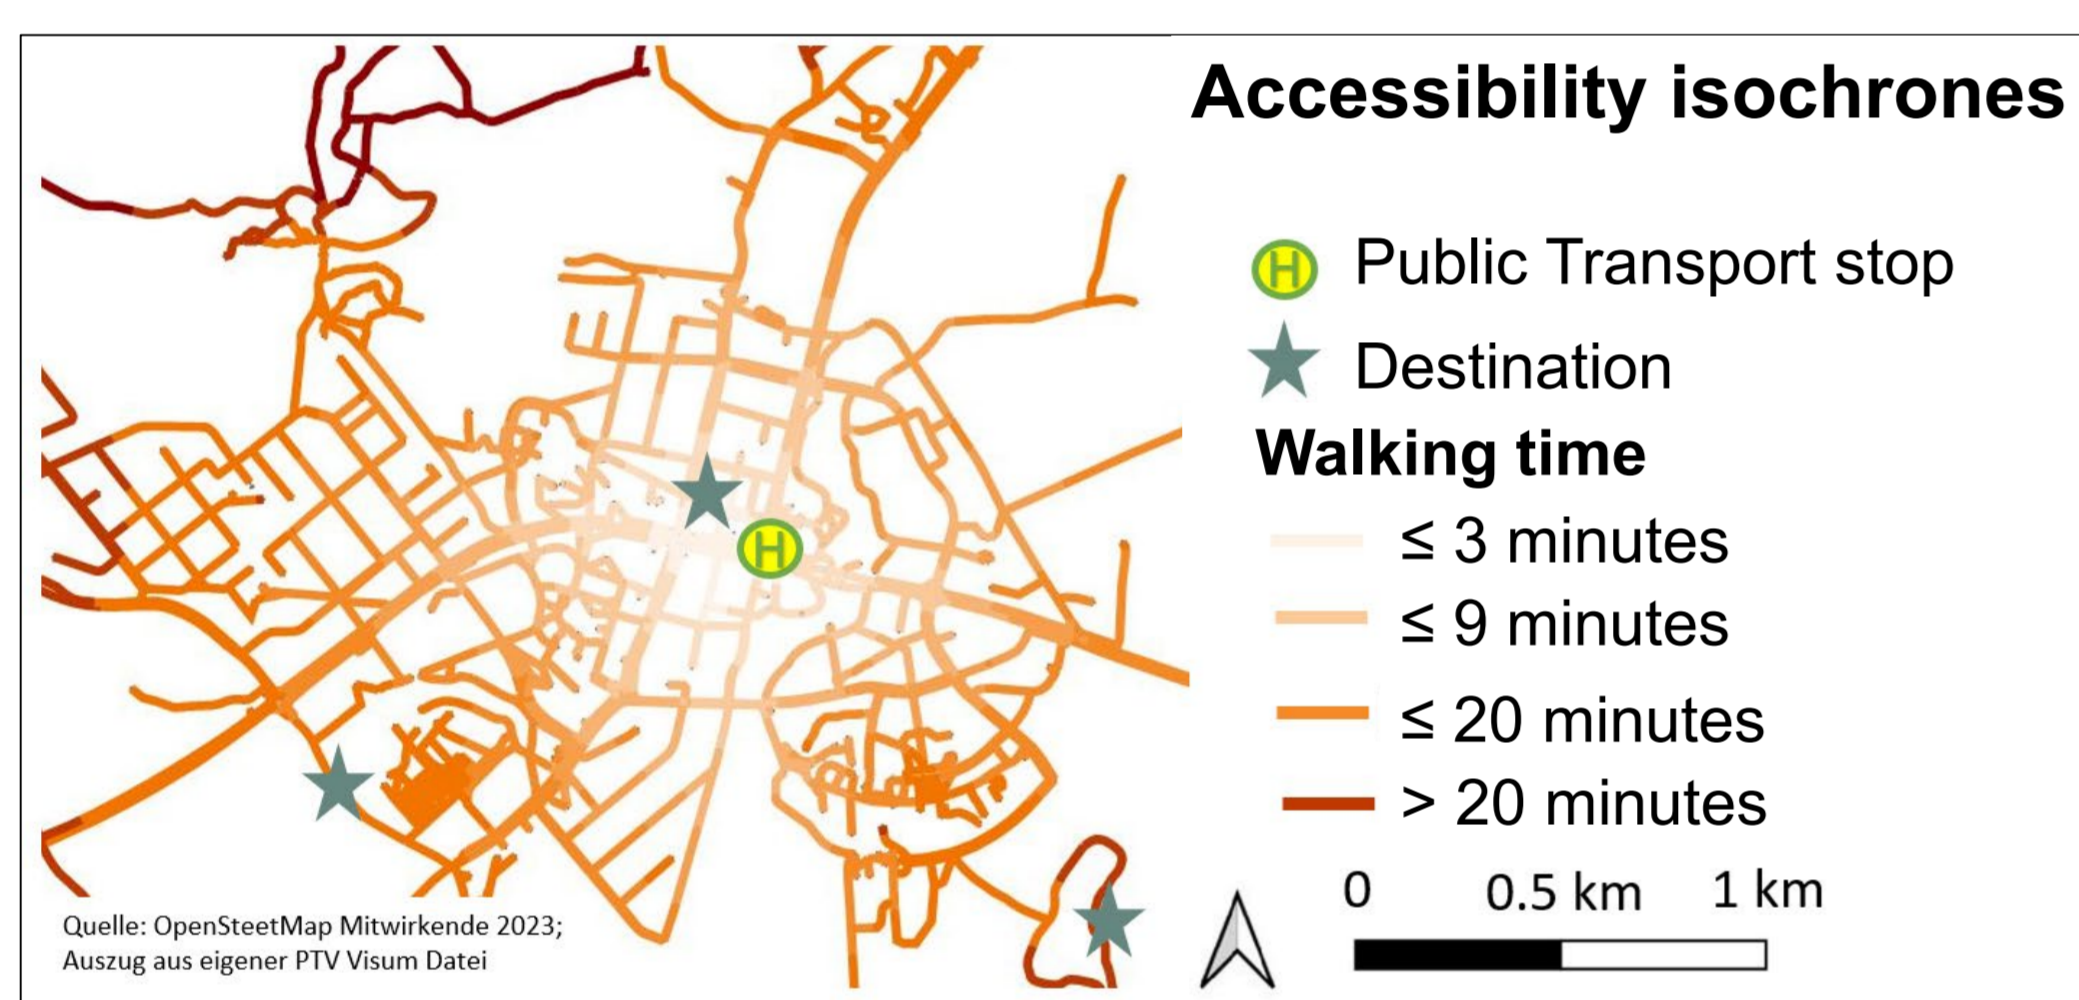 Accessibility isochrones
H Public Transport stop
Destination
Walking time
≤ 3 minutes
≤ 9 minutes
≤ 20 minutes
> 20 minutes
0 0.5 km 1 km
H
Quelle: OpenSteetMap Mitwirkende 2023;
Auszug aus eigener PTV Visum Datei